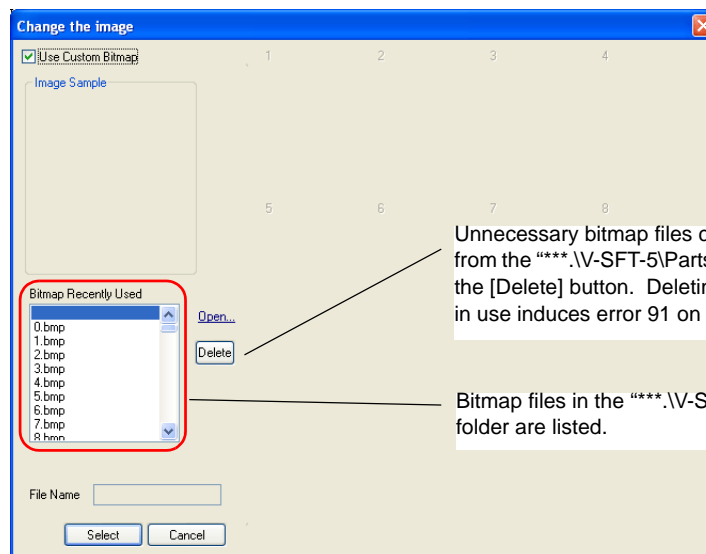 Change the image
Use Custom Bitmap
1 2 3 4
Image Sample
5 6 7 8
Unnecessary bitmap files
from the “***.\V-SFT-5\Parts
the [Delete] button. Deleting
in use induces error 91 on
Bitmap Recently Used
Open...
0.bmp
1.bmp
2.bmp
Delete
3.bmp
4.bmp
5.bmp
6.bmp
7.bmp
8.bmp
Bitmap files in the “***.\V-S
folder are listed.
File Name
Select Cancel